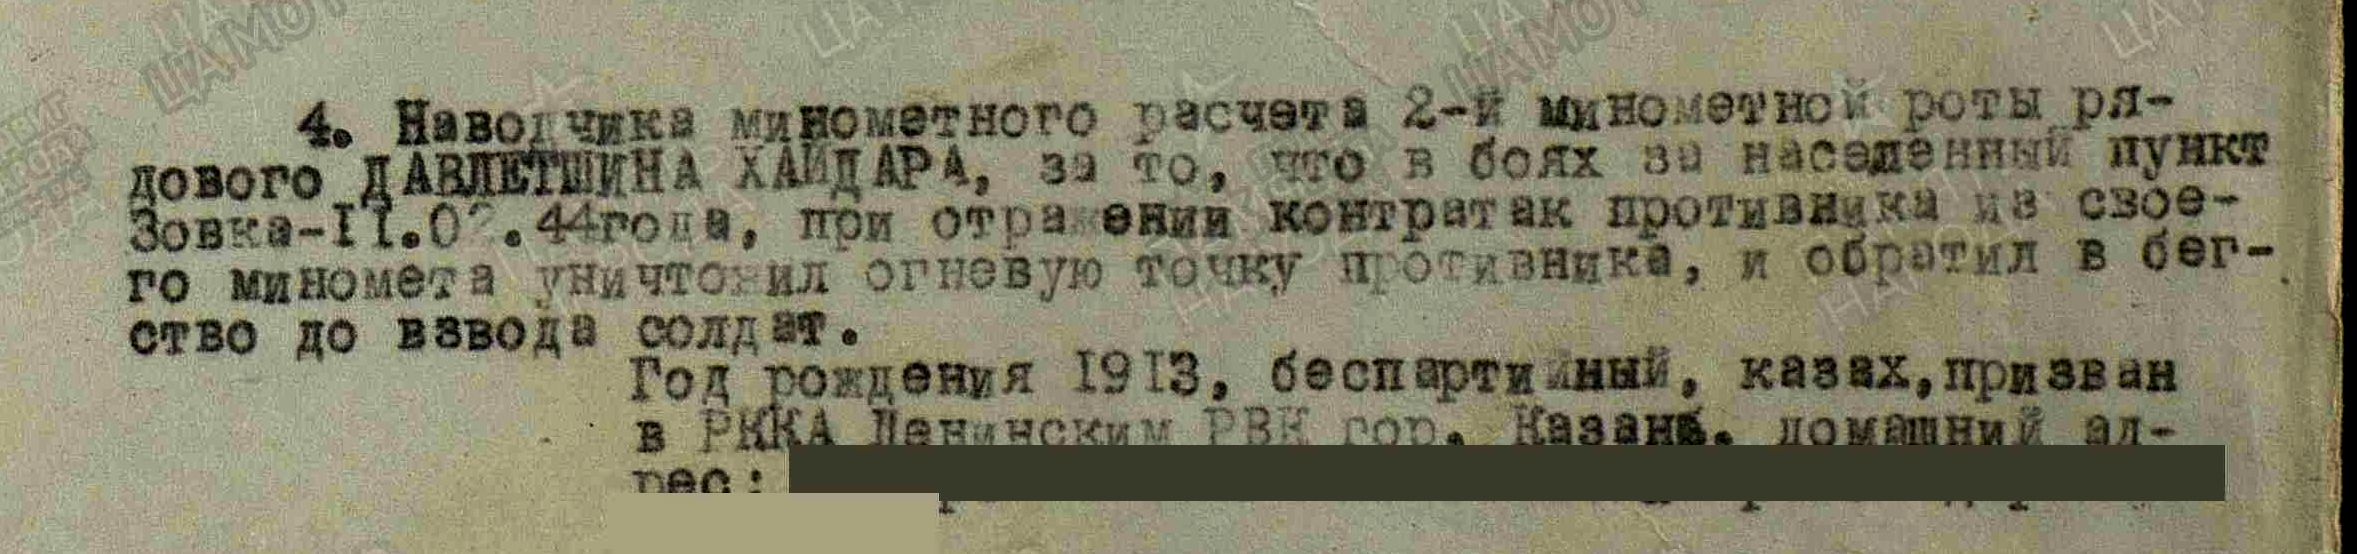 4. Наводчика минометного расчета 2-й минометной роты ря-
дового ДАВЛЕТШИНА ХАЙДАРА, за то, что в боях за населенный пункт
Зовка-II.02.44года, при отражении контратак противника из свое-
го миномета уничтожил огневую точку противника, и обратил в бег-
ство до взвода солдат.
Год рождения 1913, беспартийный, казах,призван
в РККА Ленинским РВК гор. Казань. домашний ад-
рес: